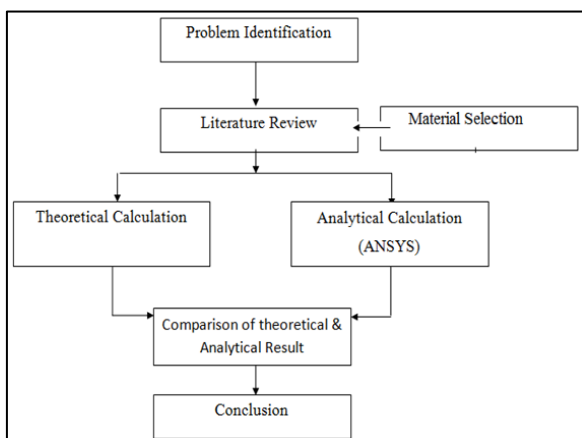 Problem Identification
Literature Review
Material Selection
Theoretical Calculation
Analytical Calculation
(ANSYS)
Comparison of theoretical &
Analytical Result
Conclusion